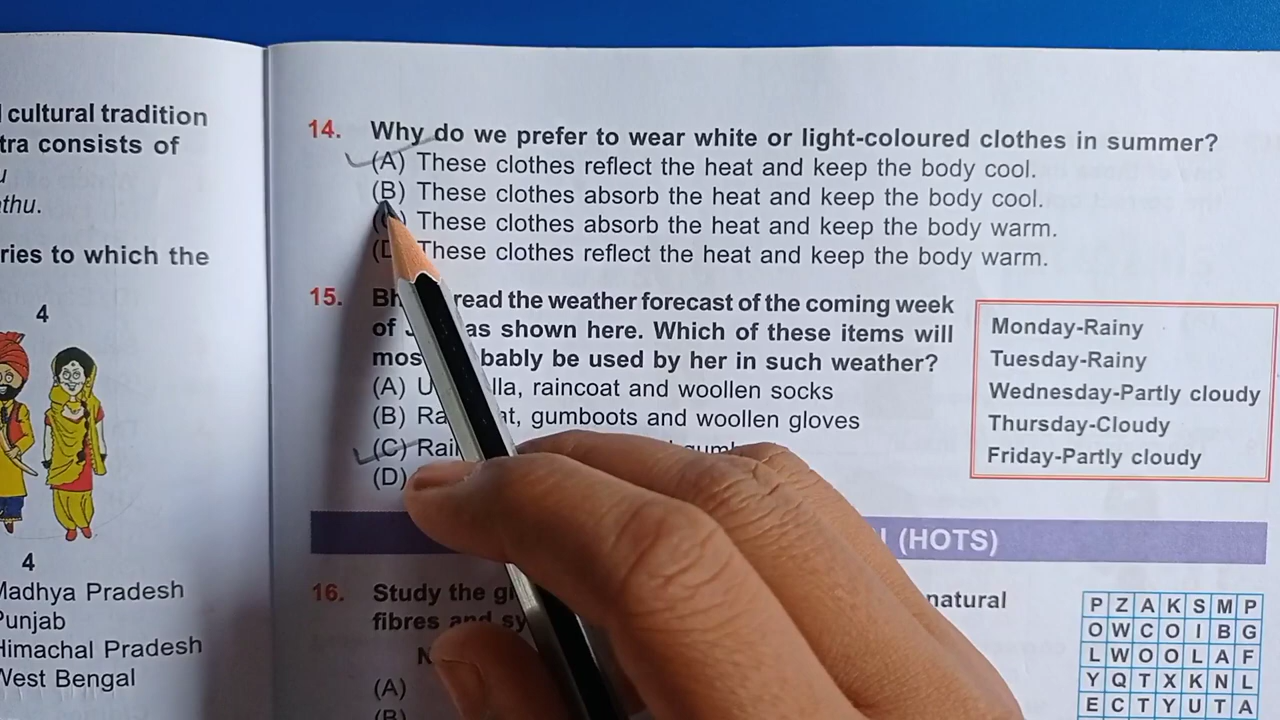 cultural tradition
tra consists of
thu.
ries to which the
4
4
Madhya Pradesh
Punjab
Himachal Pradesh
West Bengal
14. Why do we prefer to wear white or light-coloured clothes in summer?
(A) These clothes reflect the heat and keep the body cool.
(B) These clothes absorb the heat and keep the body cool.
These clothes absorb the heat and keep the body warm.
(D These clothes reflect the heat and keep the body warm.
15. read the weather forecast of the coming week
of as shown here. Which of these items will
bably be used by her in such weather?
(A) lla, raincoat and woollen socks
(B) gumboots and woollen gloves
(C)
(D)
Monday-Rainy
Tuesday-Rainy
Wednesday-Partly cloudy
Thursday-Cloudy
Friday-Partly cloudy
(HOTS)
16. Study the natural
fibres and
(A)
P Z A K S M P
O W C O I B G
L W O O L A F
Y Q T X K N L
E C T Y U T A